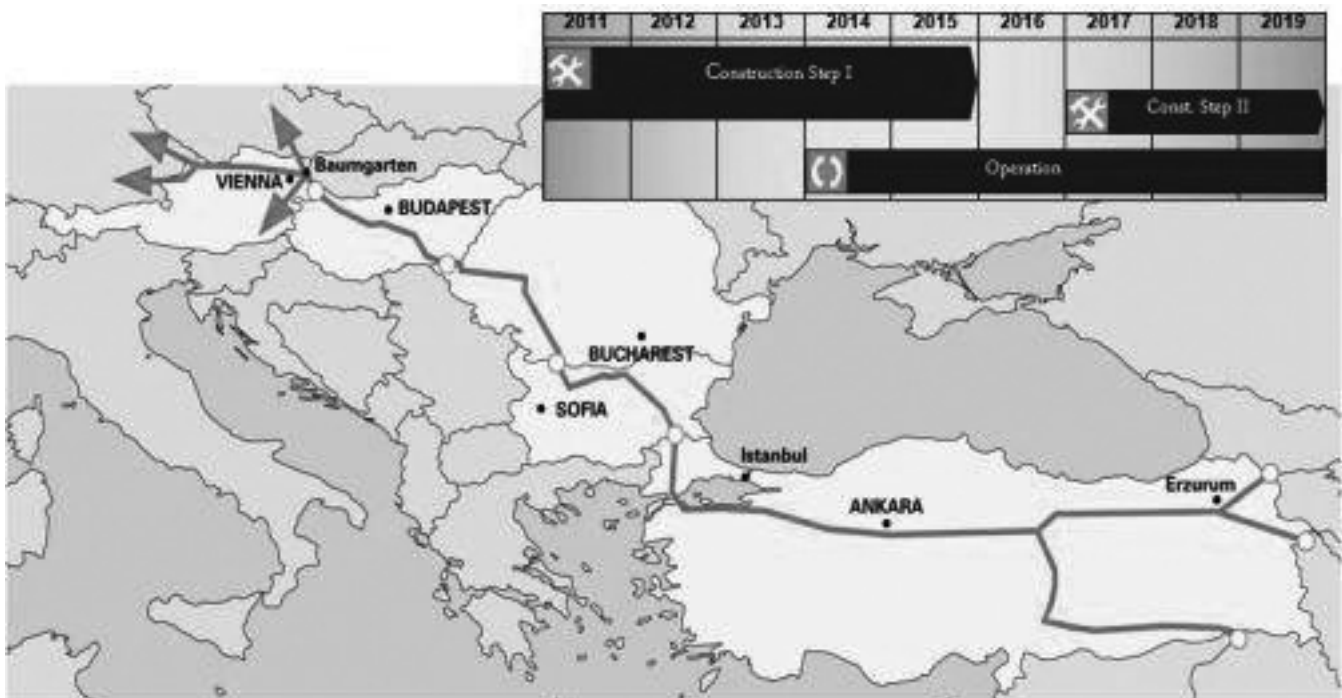 2011 2012 2013 2014 2015 2016 2017 2018 2019
Construction Step I
Const. Step II
Operation
Baumgarten
VIENNA
BUDAPEST
BUCHAREST
SOFIA
Istanbul
ANKARA
Erzurum